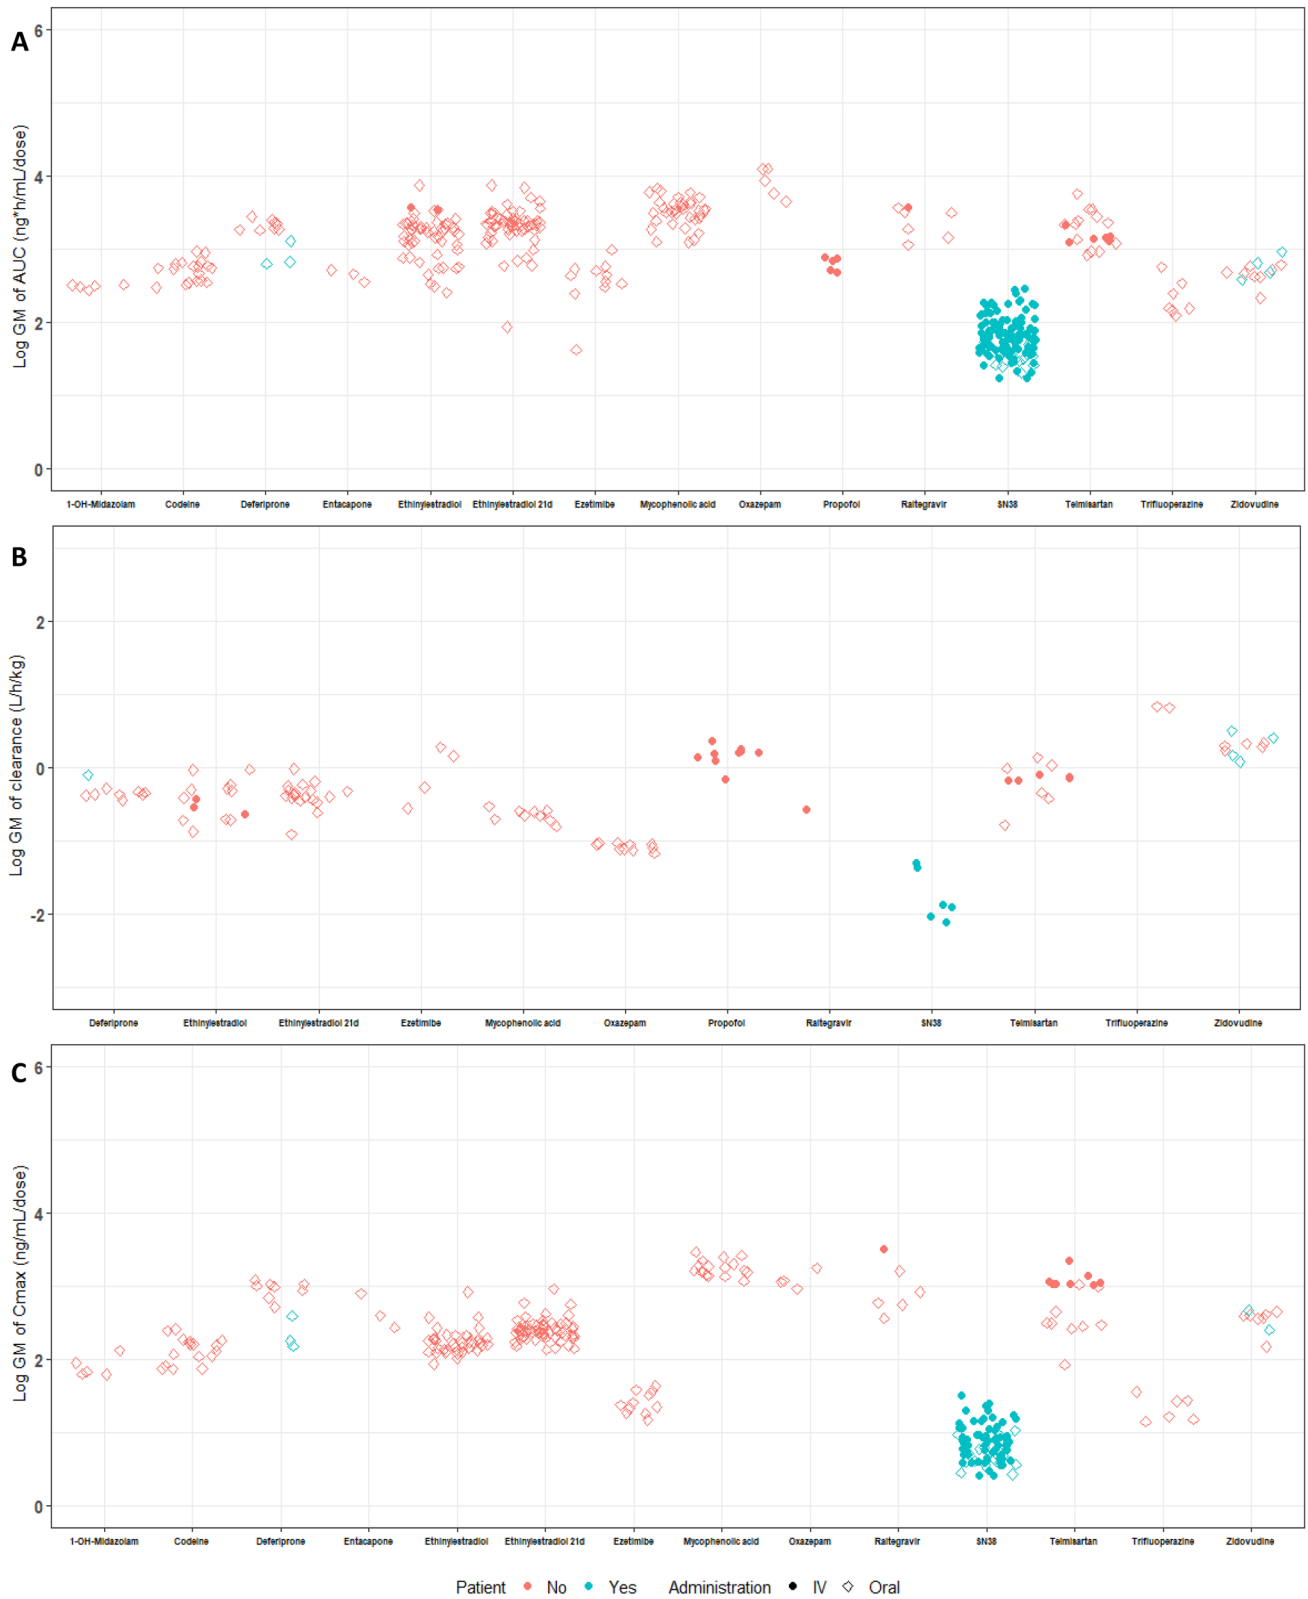 A
Log GM of AUC (ng*h/mL/dose)
6
4
2
0
1-OH-Midazolam Codeine Deferiprone Entacapone Ethinylestradiol Ethinylestradiol 21d Ezetimibe Mycophenolic acid Oxazepam Propofol Raltegravir SN38 Telmisartan Trifluoperazine Zidovudine
B
Log GM of clearance (L/h/kg)
2
0
-2
Deferiprone Ethinylestradiol Ethinylestradiol 21d Ezetimibe Mycophenolic acid Oxazepam Propofol Raltegravir SN38 Telmisartan Trifluoperazine Zidovudine
C
Log GM of Cmax (ng/mL/dose)
6
4
2
0
1-OH-Midazolam Codeine Deferiprone Entacapone Ethinylestradiol Ethinylestradiol 21d Ezetimibe Mycophenolic acid Oxazepam Raltegravir SN38 Telmisartan Trifluoperazine Zidovudine
Patient No Yes Administration IV Oral